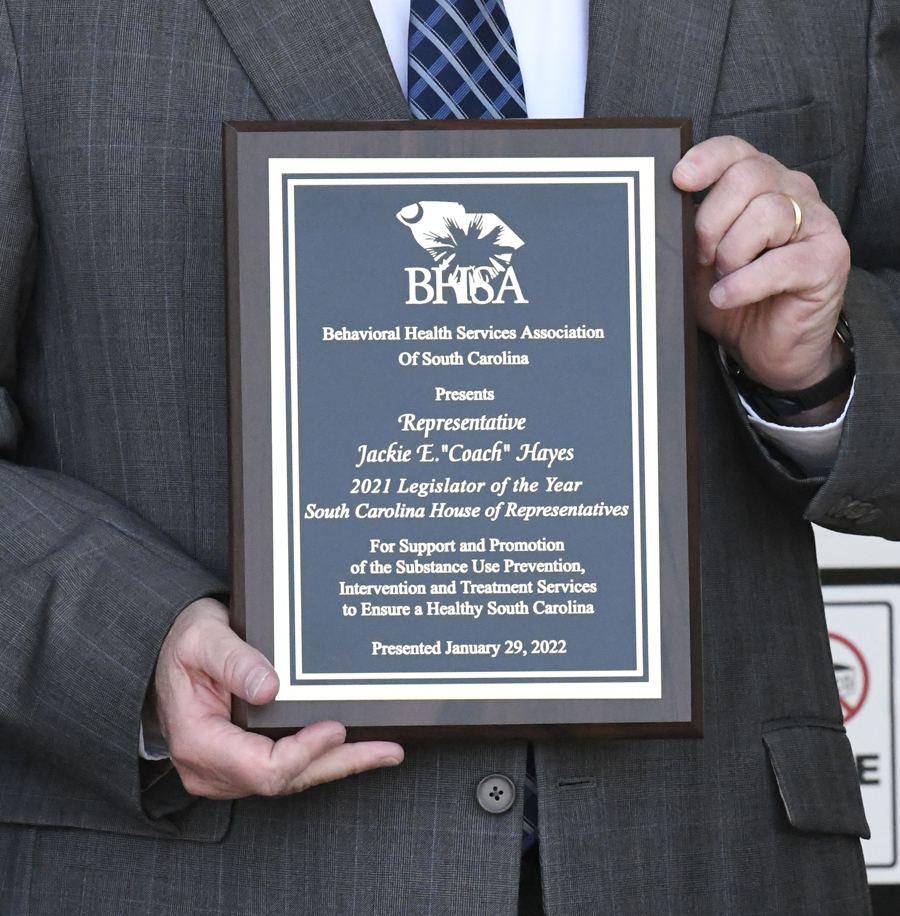 BHSA
Behavioral Health Services Association
Of South Carolina
Presents
Representative
Jackie E."Coach" Hayes
2021 Legislator of the Year
South Carolina House of Representatives
For Support and Promotion
of the Substance Use Prevention,
Intervention and Treatment Services
to Ensure a Healthy South Carolina
Presented January 29, 2022
E